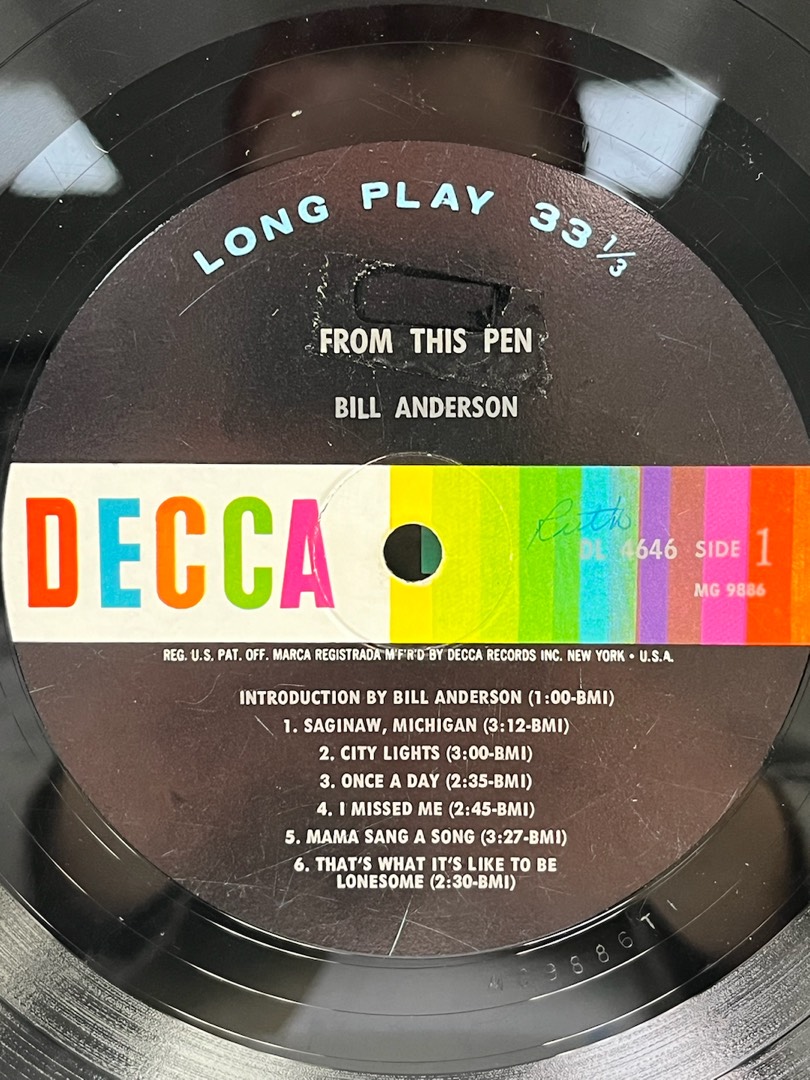 LONG PLAY 33 1/3
FROM THIS PEN
BILL ANDERSON
DECCA
Ruth
DL 4646 SIDE 1
MG 9886
REG. U.S. PAT. OFF. MARCA REGISTRADA M'F'R'D BY DECCA RECORDS INC. NEW YORK • U.S.A.
INTRODUCTION BY BILL ANDERSON (1:00-BMI)
1. SAGINAW, MICHIGAN (3:12-BMI)
2. CITY LIGHTS (3:00-BMI)
3. ONCE A DAY (2:35-BMI)
4. I MISSED ME (2:45-BMI)
5. MAMA SANG A SONG (3:27-BMI)
6. THAT'S WHAT IT'S LIKE TO BE
LONESOME (2:30-BMI)
MG9886T1